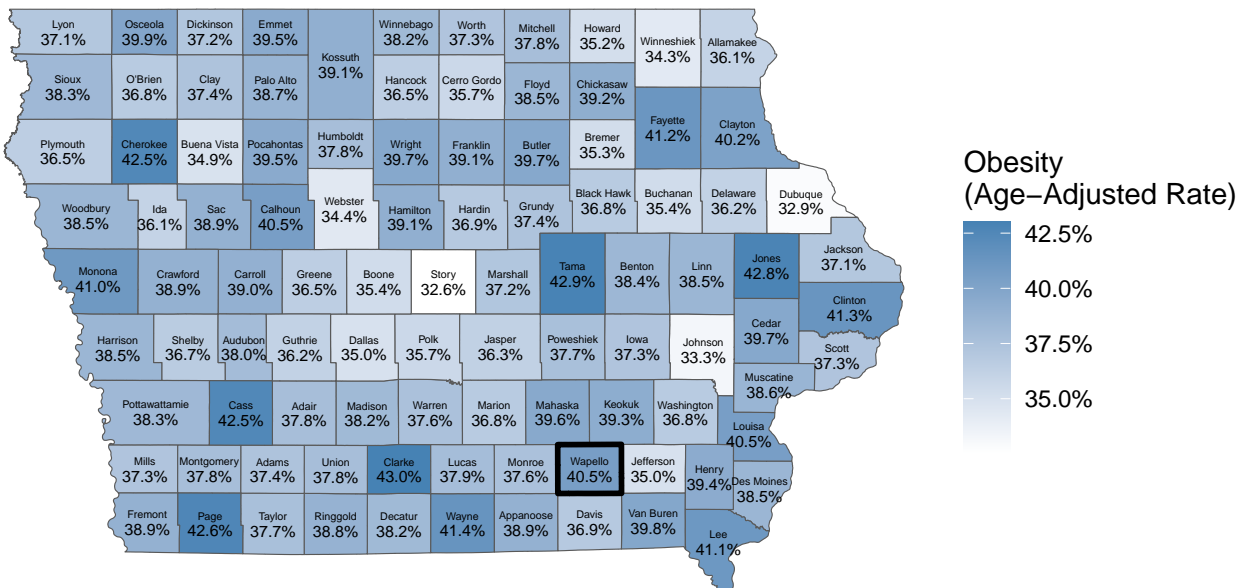 Lyon
37.1%
Osceola
39.9%
Dickinson
37.2%
Emmet
39.5%
Kossuth
39.1%
Winnebago
38.2%
Worth
37.3%
Mitchell
37.8%
Howard
35.2%
Winneshiek
34.3%
Allamakee
36.1%
Sioux
38.3%
O'Brien
36.8%
Clay
37.4%
Palo Alto
38.7%
Hancock
36.5%
Cerro Gordo
35.7%
Floyd
38.5%
Chickasaw
39.2%
Fayette
41.2%
Clayton
40.2%
Plymouth
36.5%
Cherokee
42.5%
Buena Vista
34.9%
Pocahontas
39.5%
Humboldt
37.8%
Wright
39.7%
Franklin
39.1%
Butler
39.7%
Bremer
35.3%
Woodbury
38.5%
Ida
36.1%
Sac
38.9%
Calhoun
40.5%
Webster
34.4%
Hamilton
39.1%
Hardin
36.9%
Grundy
37.4%
Black Hawk
36.8%
Buchanan
35.4%
Delaware
36.2%
Dubuque
32.9%
Monona
41.0%
Crawford
38.9%
Carroll
39.0%
Greene
36.5%
Boone
35.4%
Story
32.6%
Marshall
37.2%
Tama
42.9%
Benton
38.4%
Linn
38.5%
Jones
42.8%
Jackson
37.1%
Clinton
41.3%
Harrison
38.5%
Shelby
36.7%
Audubon
38.0%
Guthrie
36.2%
Dallas
35.0%
Polk
35.7%
Jasper
36.3%
Poweshiek
37.7%
Iowa
37.3%
Johnson
33.3%
Cedar
39.7%
Scott
37.3%
Muscatine
38.6%
Pottawattamie
38.3%
Cass
42.5%
Adair
37.8%
Madison
38.2%
Warren
37.6%
Marion
36.8%
Mahaska
39.6%
Keokuk
39.3%
Washington
36.8%
Louisa
40.5%
Mills
37.3%
Montgomery
37.8%
Adams
37.4%
Union
37.8%
Clarke
43.0%
Lucas
37.9%
Monroe
37.6%
Wapello
40.5%
Jefferson
35.0%
Henry
39.4%
Des Moines
38.5%
Fremont
38.9%
Page
42.6%
Taylor
37.7%
Ringgold
38.8%
Decatur
38.2%
Wayne
41.4%
Appanoose
38.9%
Davis
36.9%
Van Buren
39.8%
Lee
41.1%
Obesity
(Age−Adjusted Rate)
42.5%
40.0%
37.5%
35.0%